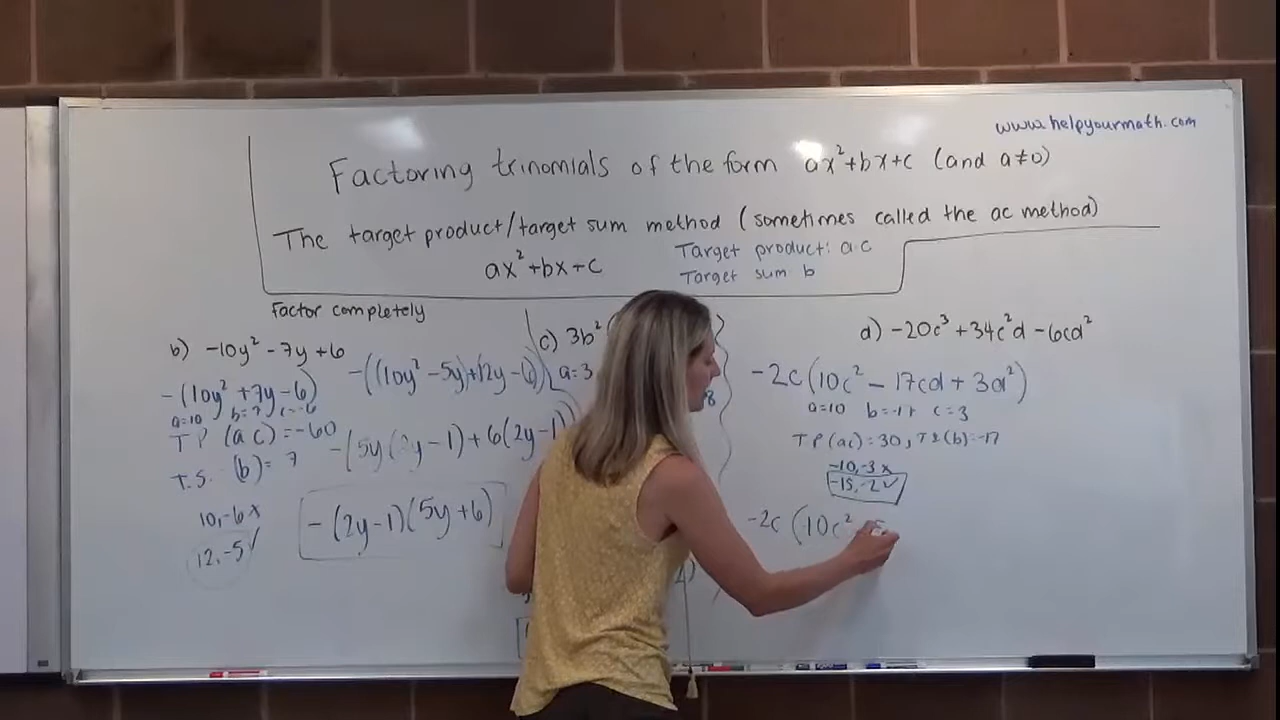 www.helpyourmath.com
Factoring trinomials of the form ax²+bx+c (and a≠0)
The target product/target sum method (sometimes called the ac method)
ax²+bx+c
Target product: a·c
Target sum b
Factor completely
b) -10y² - 7y + 6
-(10y² + 7y - 6)
a=10 b=7 c=-6
T P (ac) = -60
T.S. (b) = 7
10, -6 x
12, -5 ✓
-((10y² - 5y)+(12y - 6))
-(5y(2y-1)+6(2y-1))
-(2y-1)(5y+6)
c) 3b²
a=3
8
d) -20c³ + 34c²d - 6cd²
-2c(10c² - 17cd + 3d²)
a=10 b=-17 c=3
T P (ac)=30, T S (b)=-17
-10, -3 x
-15, -2 ✓
-2c (10c²